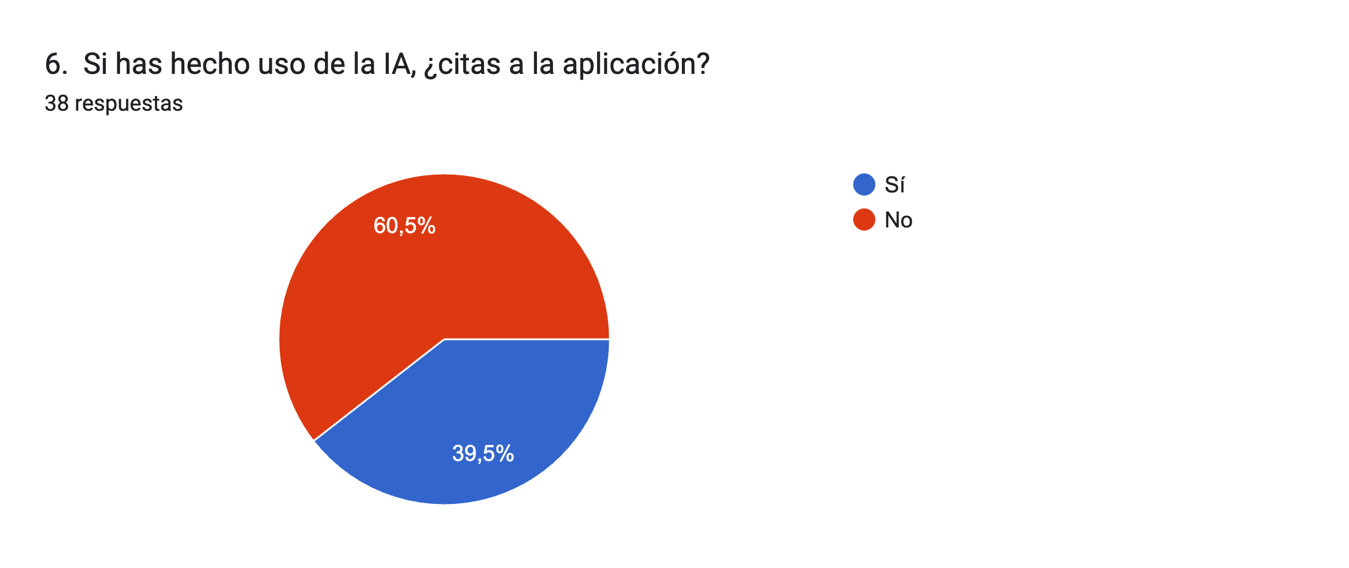 6. Si has hecho uso de la IA, ¿citas a la aplicación?
38 respuestas
Sí
No
60,5%
39,5%